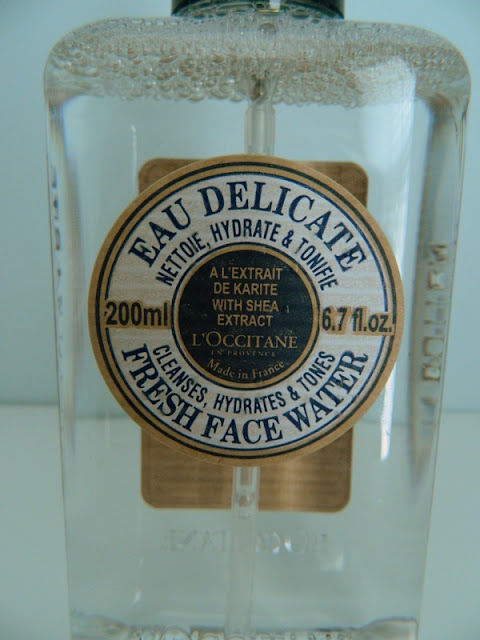 EAU DELICATE
NETTOIE, HYDRATE & TONIFIE
A L'EXTRAIT
DE KARITE
WITH SHEA
EXTRACT
L'OCCITANE
EN PROVENCE
Made in France
200ml
6.7 fl.oz.
CLEANSES, HYDRATES & TONES
FRESH FACE WATER